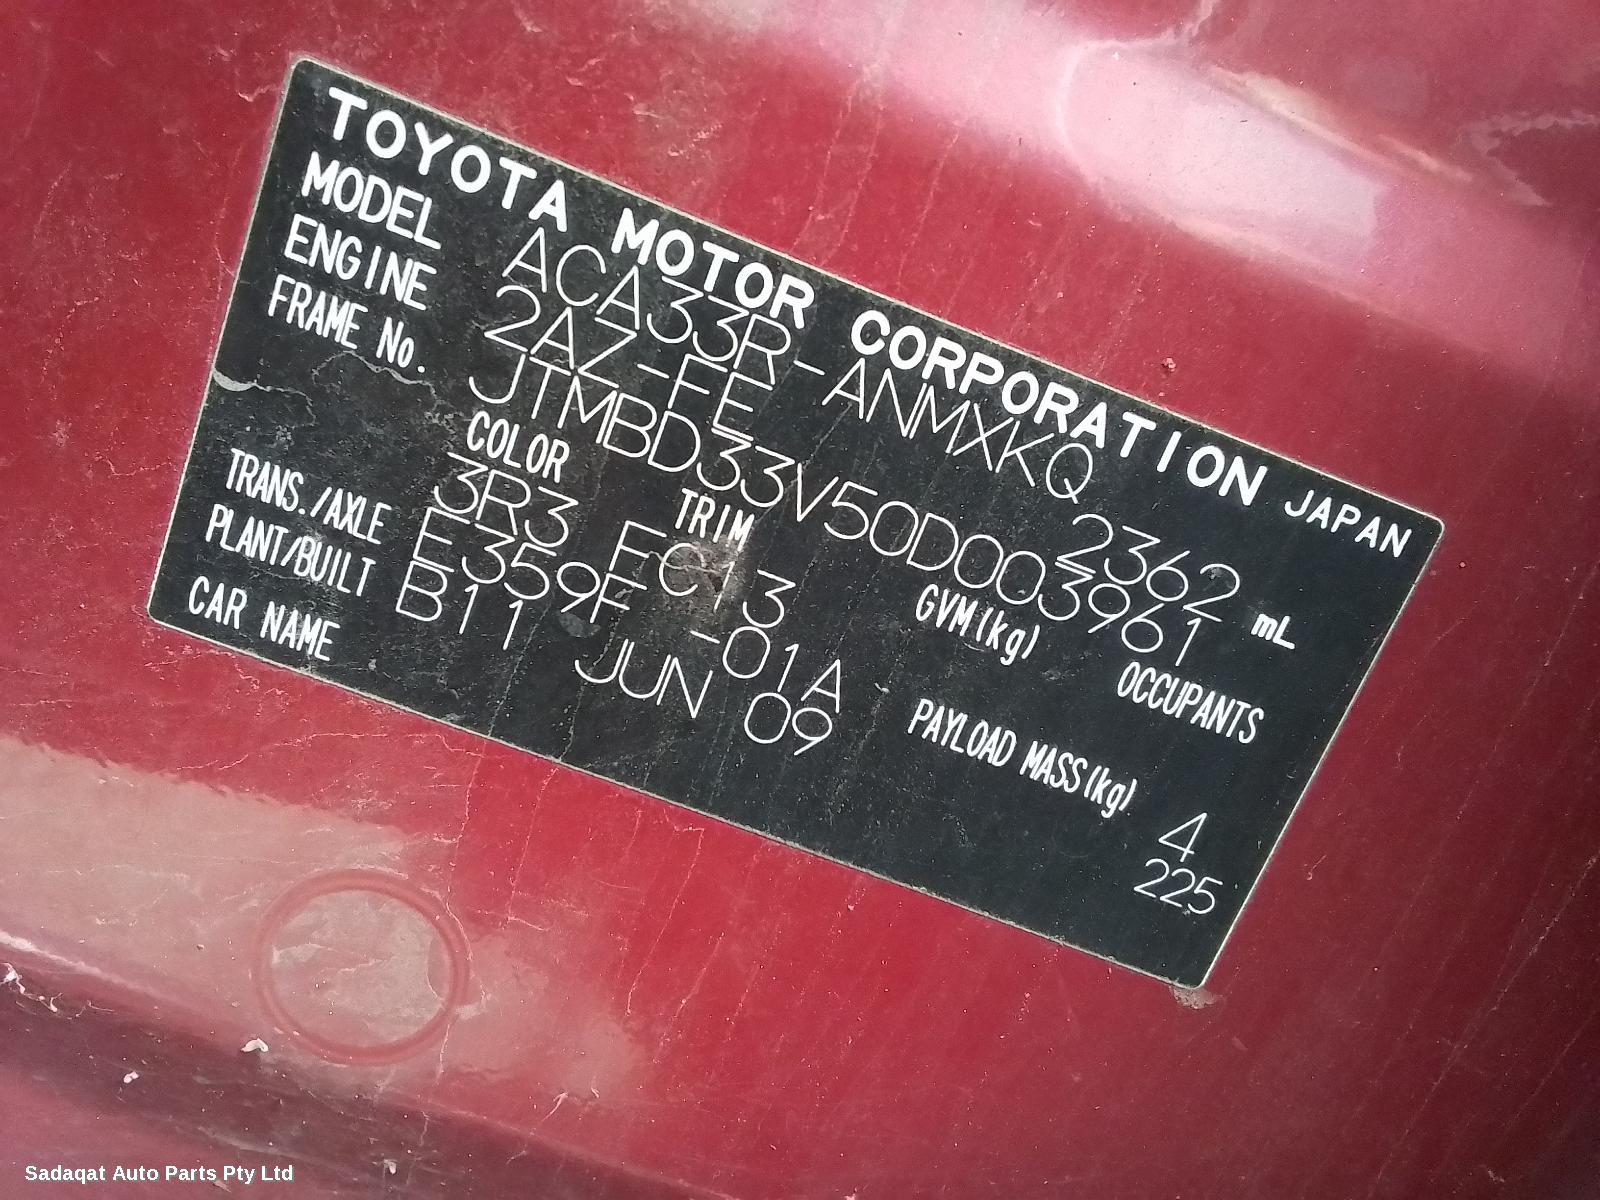 TOYOTA MOTOR CORPORATION JAPAN
MODEL ACA33R-ANMXKQ
ENGINE 2AZ-FE 2362 mL
FRAME No. JTMBD33V50D003961
COLOR TRIM GVM(kg) OCCUPANTS
3R3 FC13
TRANS./AXLE E359F -01A PAYLOAD MASS(kg)
PLANT/BUILT B11 JUN 09 4
CAR NAME 225
Sadaqat Auto Parts Pty Ltd